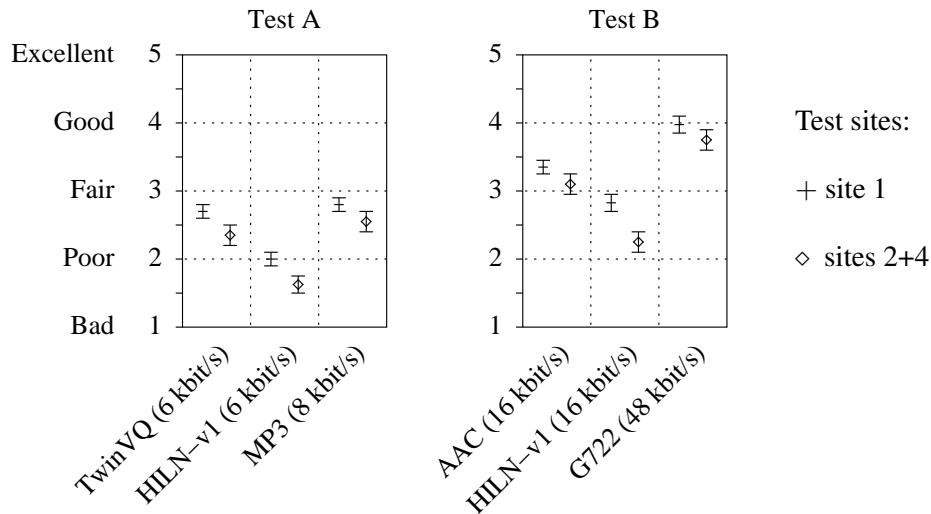 Test A
Test B
Excellent 5
Good 4
Fair 3
Poor 2
Bad 1
5
4
3
2
1
TwinVQ (6 kbit/s)
HILN−v1 (6 kbit/s)
MP3 (8 kbit/s)
AAC (16 kbit/s)
HILN−v1 (16 kbit/s)
G722 (48 kbit/s)
Test sites:
site 1
sites 2+4